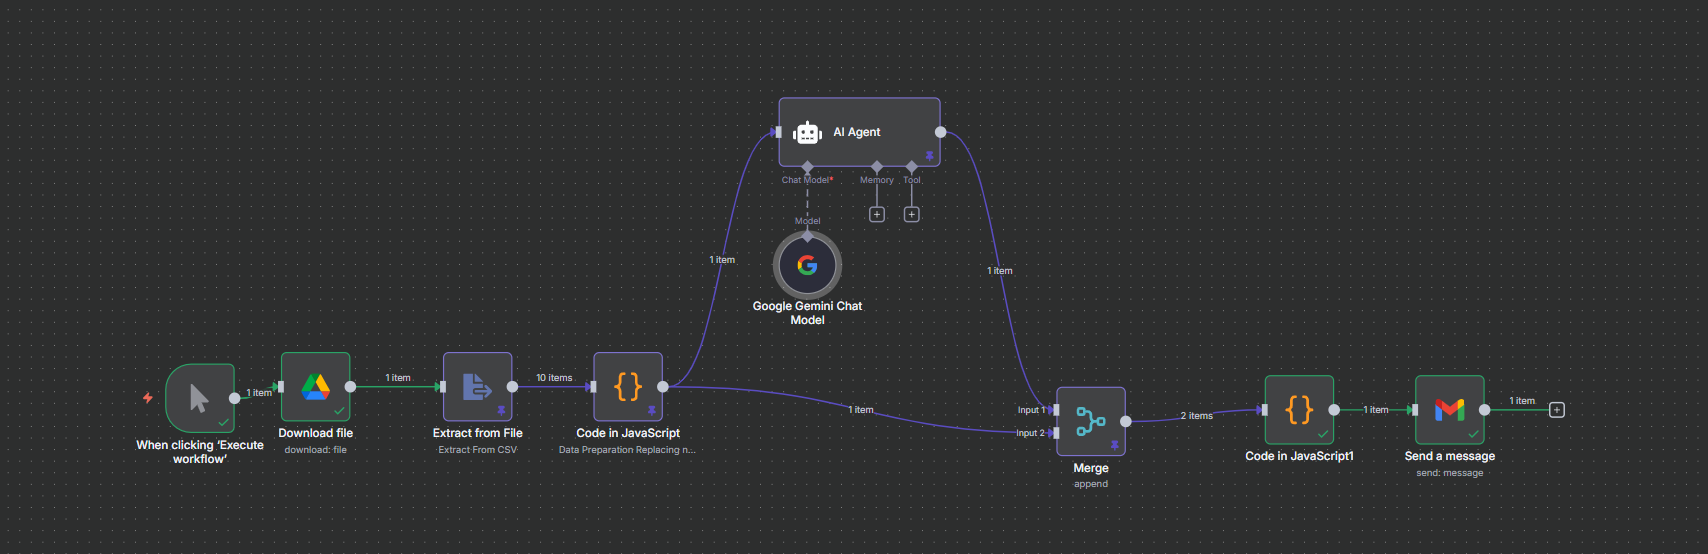 AI Agent
Chat Model*
Memory
Tool
Model
1 item
1 item
Google Gemini Chat
Model
1 item
1 item
10 items
1 item
Input 1
Input 2
2 items
1 item
1 item
When clicking ‘Execute
workflow’
Download file
download: file
Extract from File
Extract From CSV
Code in JavaScript
Data Preparation Replacing n...
Merge
append
Code in JavaScript1
Send a message
send: message